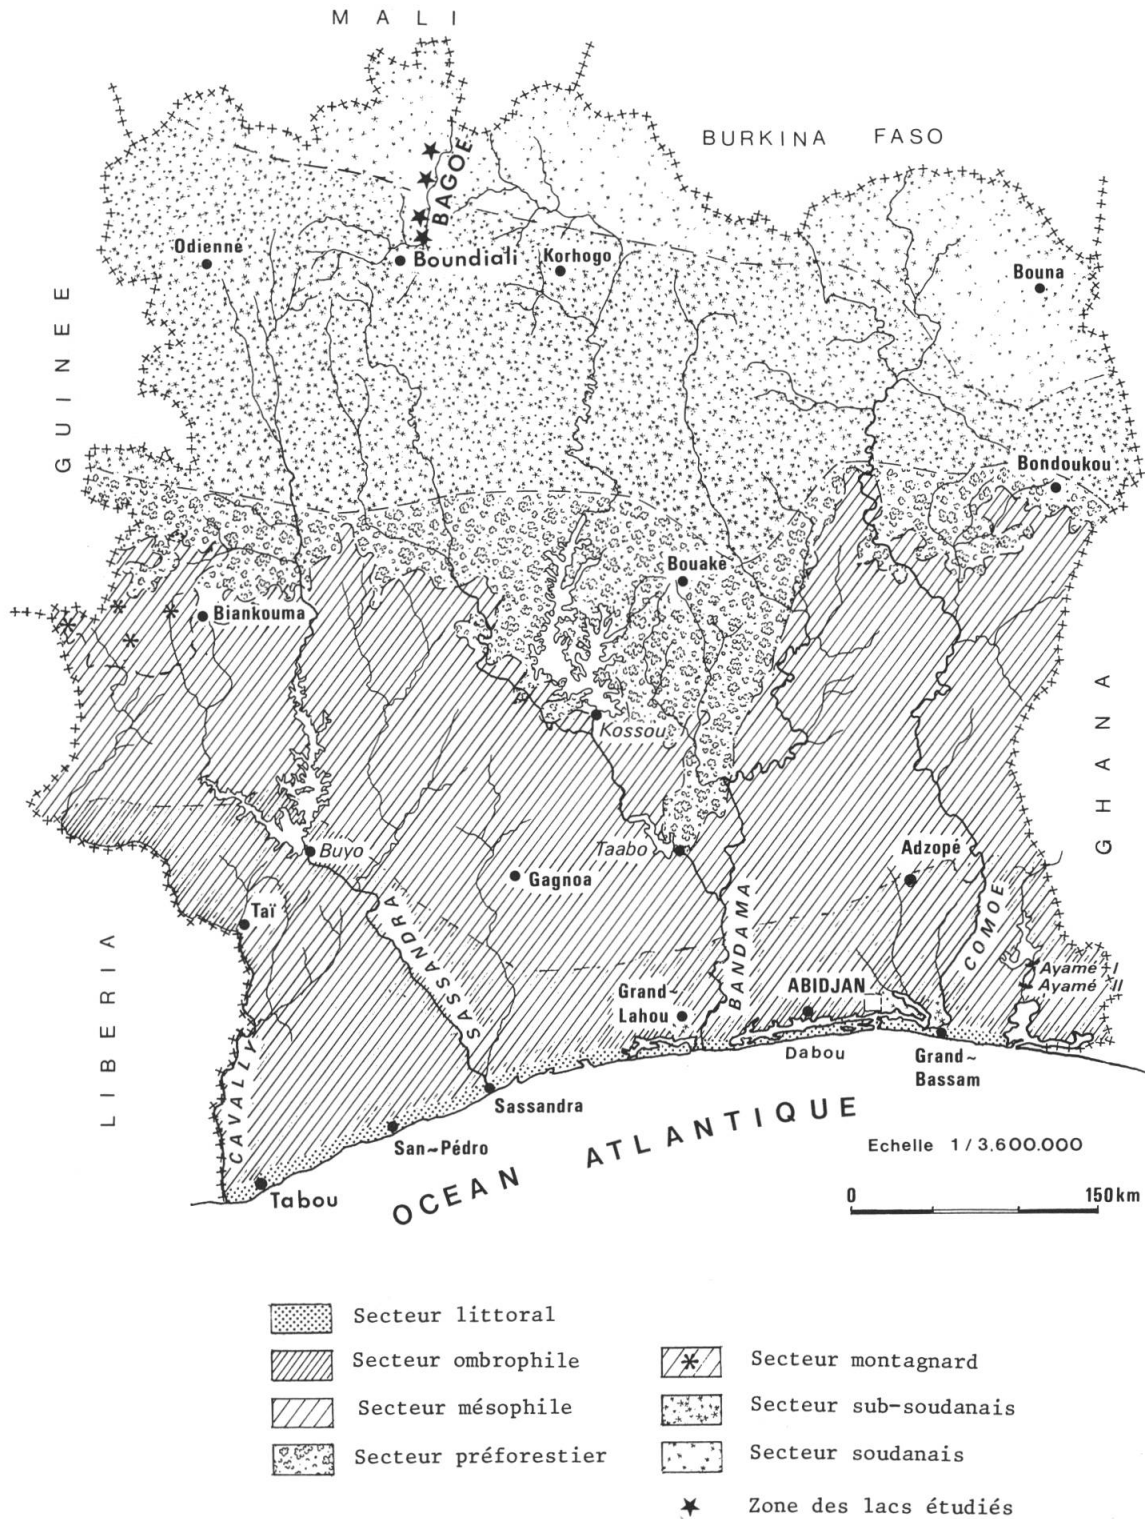 M A L I
BURKINA FASO
BAGOE
Odienné
Boundiali
Korhogo
Bouna
GUINEE
Bondoukou
Bouaké
Biankouma
GHANA
Kossou
Buyo
Taabo
Adzopé
Gagnoa
Taï
SASSANDRA
BANDAMA
COMOE
LIBERIA
Ayamé I
Ayamé II
Grand~
Lahou
ABIDJAN
CAVALLY
Dabou
Grand~
Bassam
Sassandra
San~Pédro
Tabou
OCEAN ATLANTIQUE
Echelle 1/3.600.000
0 150km
Secteur littoral
Secteur ombrophile
Secteur mésophile
Secteur préforestier
Secteur montagnard
Secteur sub-soudanais
Secteur soudanais
Zone des lacs étudiés